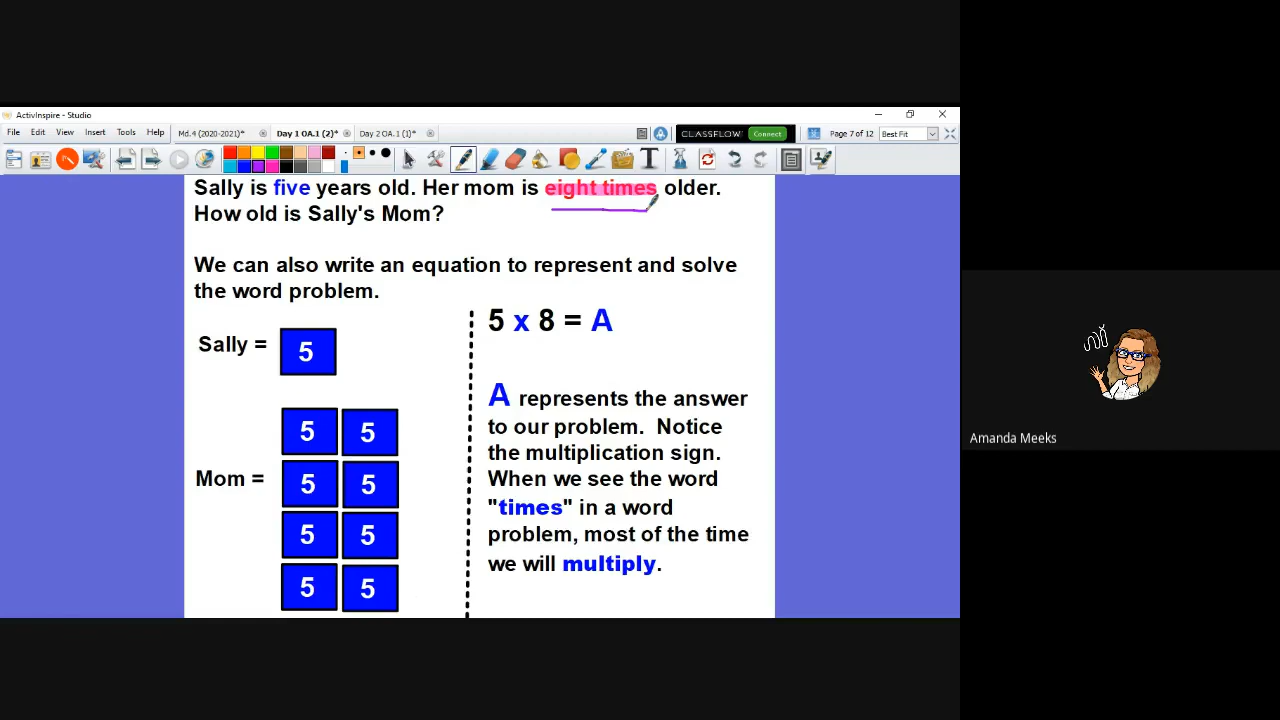 ActivInspire - Studio
File Edit View Insert Tools Help Md.4 (2020-2021)* Day 1 OA.1 (2)* Day 2 OA.1 (1)* CLASSFLOW Connect Page 7 of 12 Best Fit
Sally is five years old. Her mom is eight times older.
How old is Sally's Mom?
We can also write an equation to represent and solve
the word problem.
Sally = 5
5 5
5 5
Mom =
5 5
5 5
5 x 8 = A
A represents the answer
to our problem. Notice
the multiplication sign.
When we see the word
"times" in a word
problem, most of the time
we will multiply.
Amanda Meeks